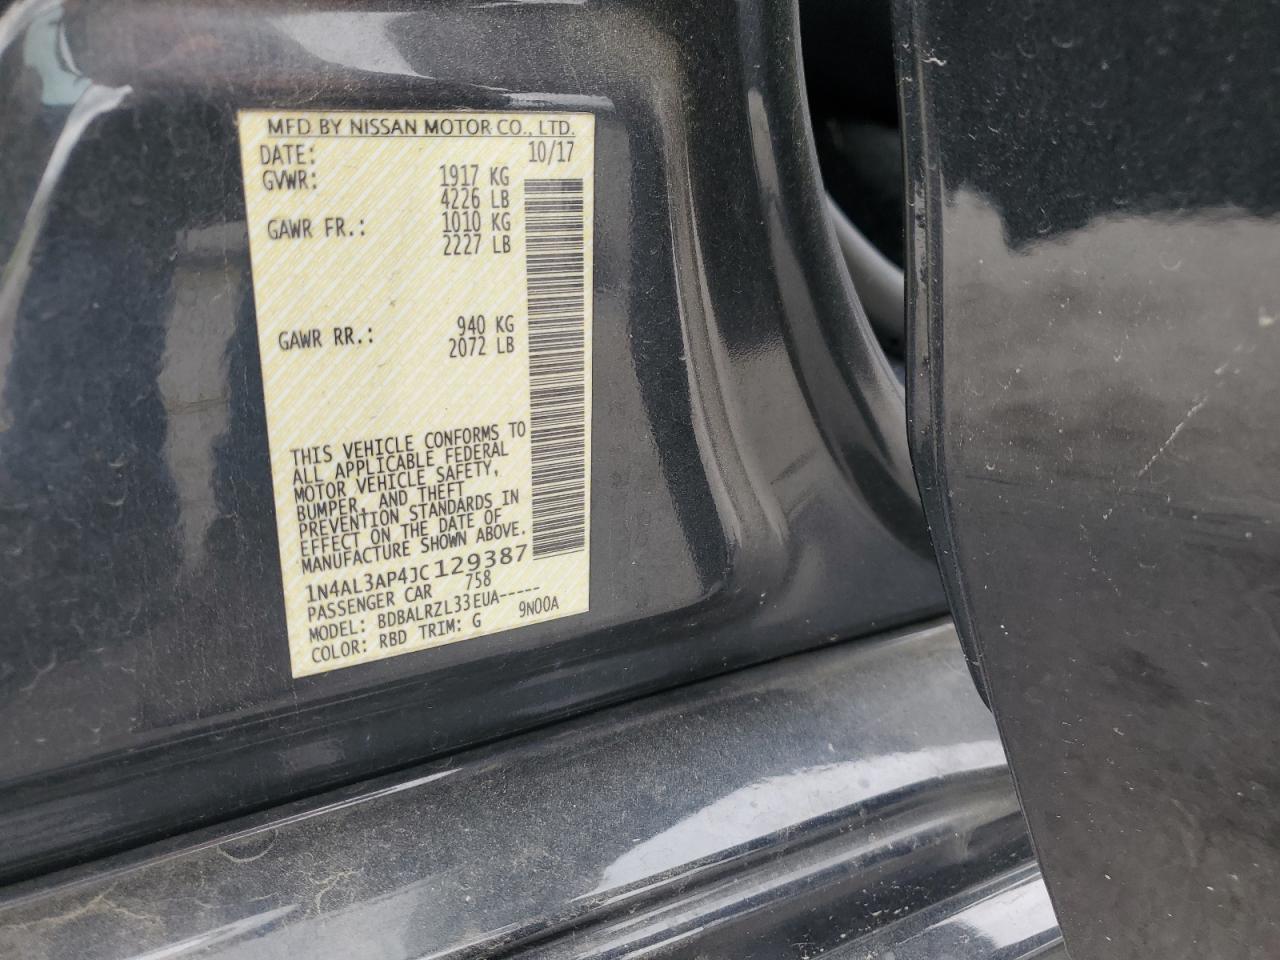 MFD BY NISSAN MOTOR CO., LTD.
DATE: 10/17
GVWR: 1917 KG
4226 LB
GAWR FR.: 1010 KG
2227 LB
GAWR RR.: 940 KG
2072 LB
THIS VEHICLE CONFORMS TO
ALL APPLICABLE FEDERAL
MOTOR VEHICLE SAFETY,
BUMPER, AND THEFT
PREVENTION STANDARDS IN
EFFECT ON THE DATE OF
MANUFACTURE SHOWN ABOVE.
1N4AL3AP4JC129387
PASSENGER CAR 758
MODEL: BDBALRZL33EUA-----
COLOR: RBD TRIM: G 9N00A